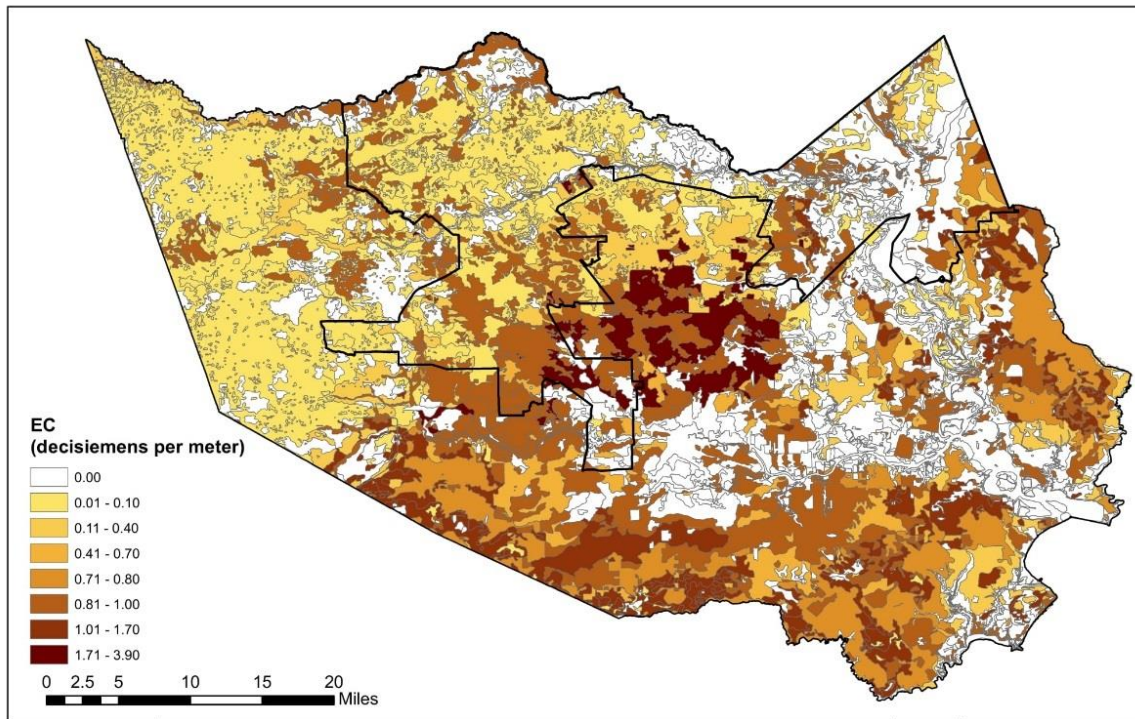 EC
(decisiemens per meter)
0.00
0.01 - 0.10
0.11 - 0.40
0.41 - 0.70
0.71 - 0.80
0.81 - 1.00
1.01 - 1.70
1.71 - 3.90
0 2.5 5 10 15 20
Miles